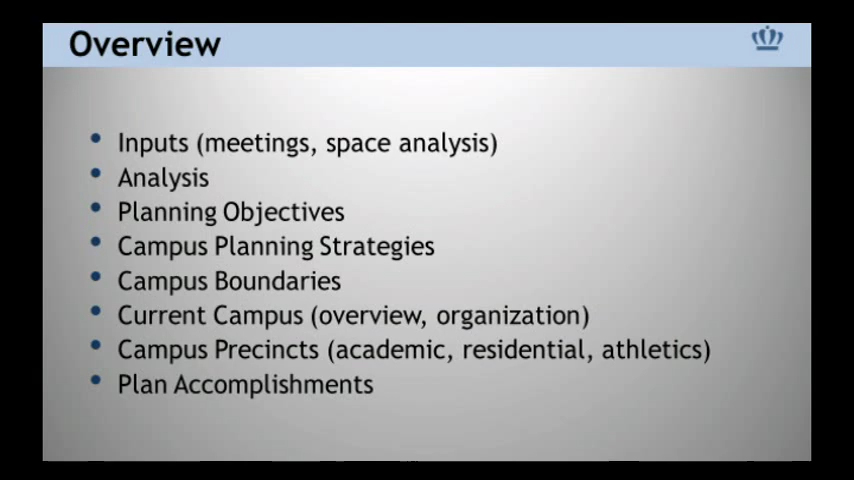 Overview
• Inputs (meetings, space analysis)
• Analysis
• Planning Objectives
• Campus Planning Strategies
• Campus Boundaries
• Current Campus (overview, organization)
• Campus Precincts (academic, residential, athletics)
• Plan Accomplishments